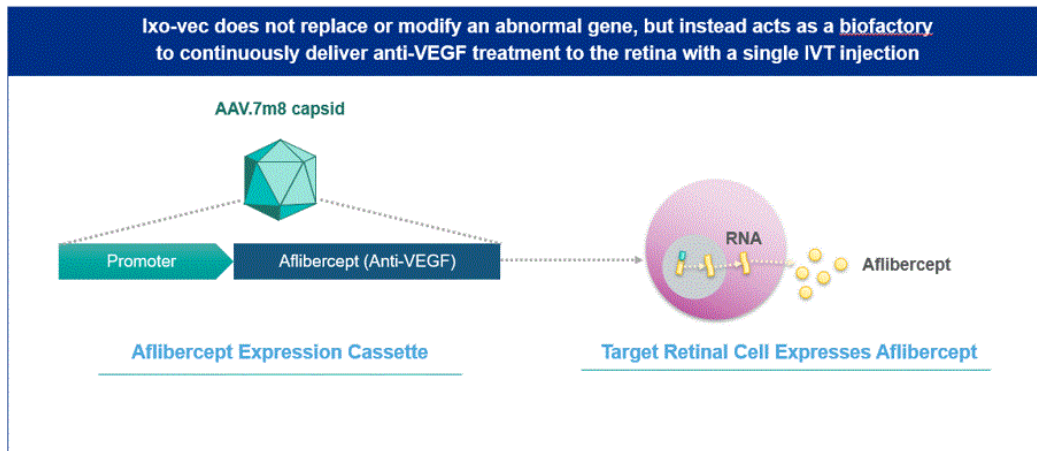 Ixo-vec does not replace or modify an abnormal gene, but instead acts as a biofactory
to continuously deliver anti-VEGF treatment to the retina with a single IVT injection
AAV.7m8 capsid
Promoter
Aflibercept (Anti-VEGF)
RNA
Aflibercept
Aflibercept Expression Cassette
Target Retinal Cell Expresses Aflibercept